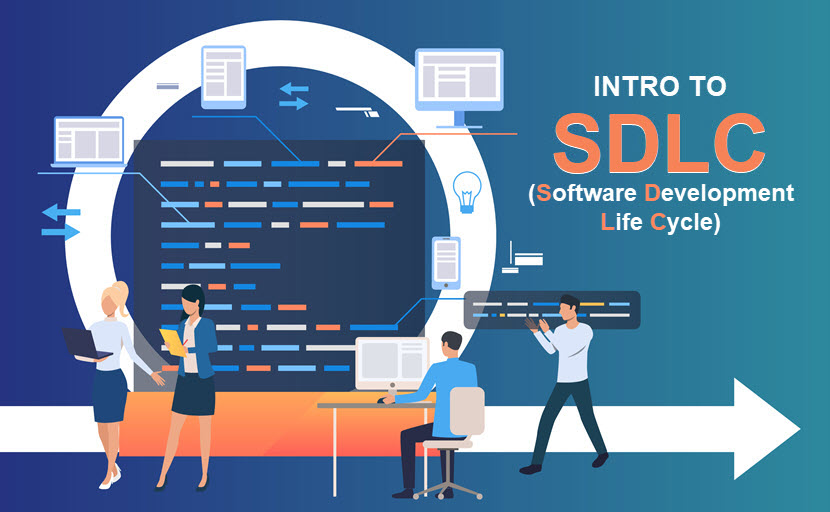 INTRO TO
SDLC
(Software Development
Life Cycle)